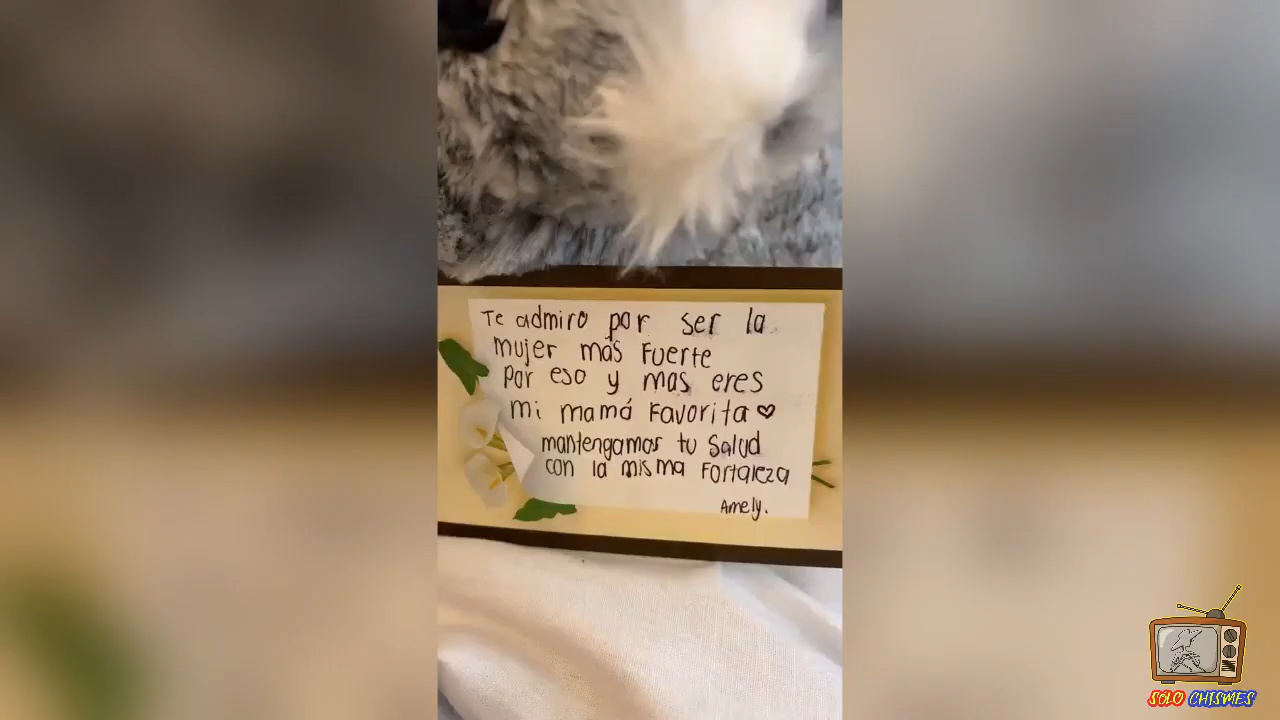 Te admiro por ser la
mujer más Fuerte
por eso y mas eres
mi mamá Favorita ♡
mantengamos tu Salud
con la misma Fortaleza
Amely.
SOLO CHISMES